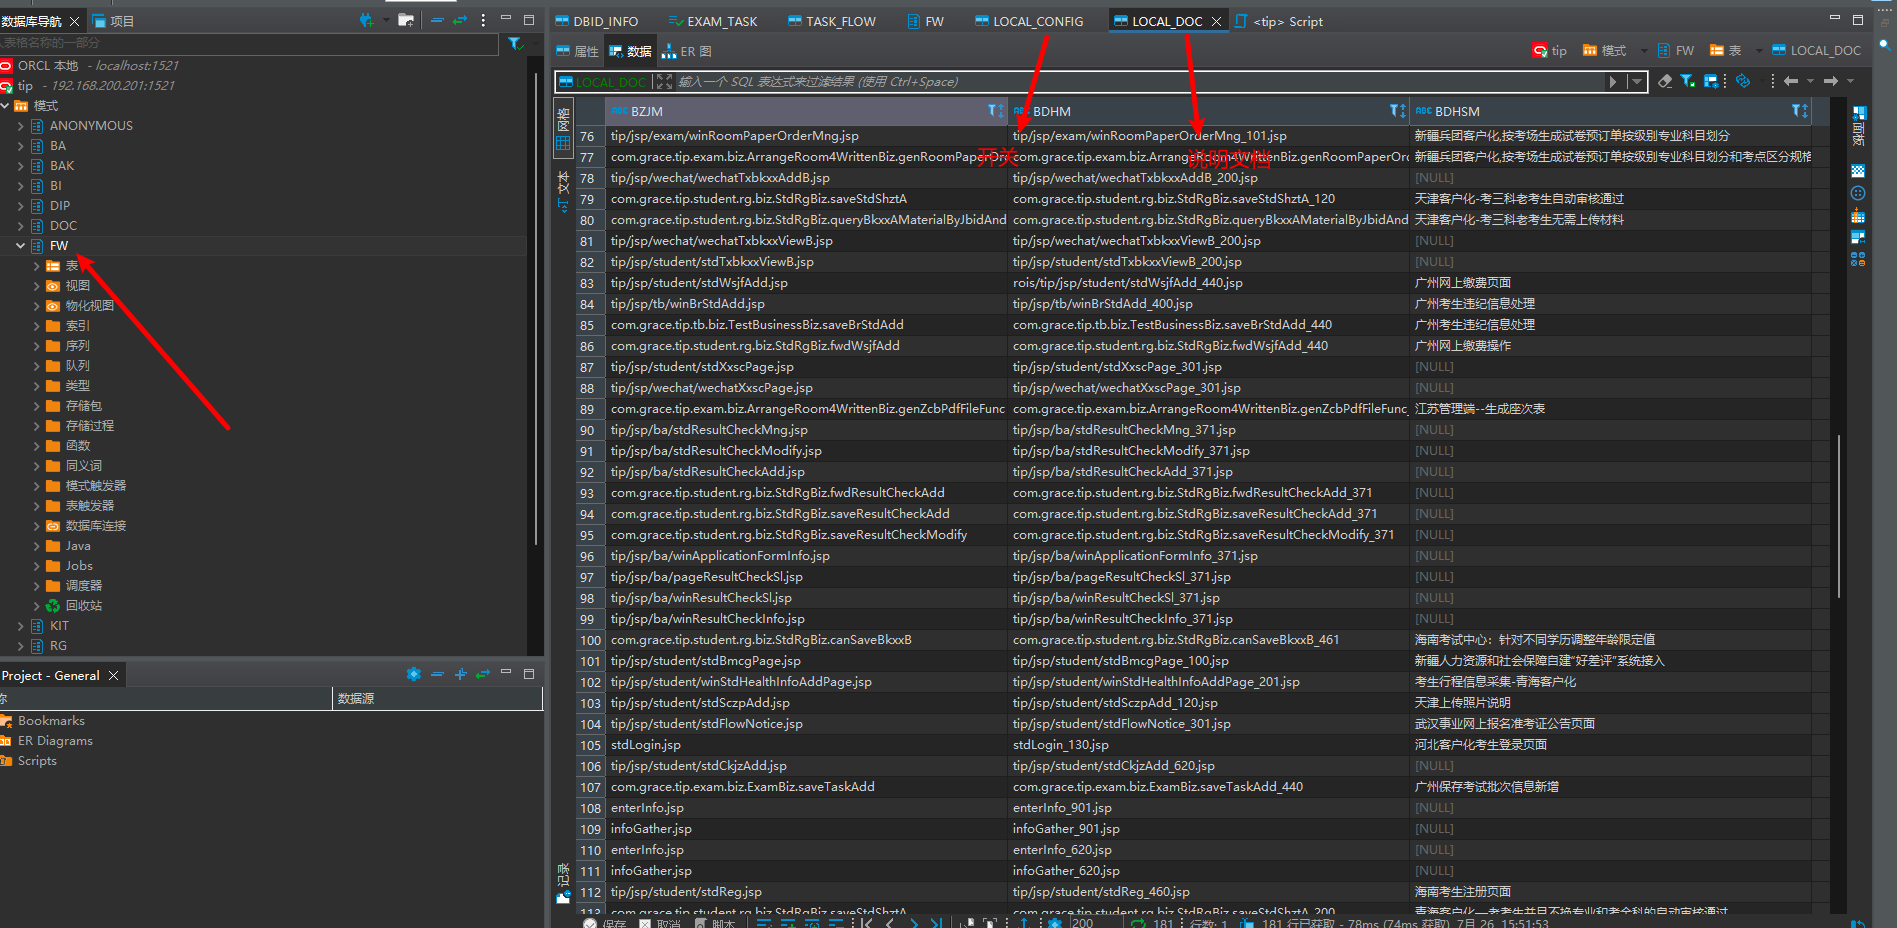 数据库导航
项目
表格名称的一部分
ORCL 本地 - localhost:1521
tip - 192.168.200.201:1521
模式
ANONYMOUS
BA
BAK
BI
DIP
DOC
FW
表
视图
物化视图
索引
序列
队列
类型
存储包
存储过程
函数
同义词
模式触发器
表触发器
数据库连接
Java
Jobs
调度器
回收站
KIT
RG
Project - General
数据源
Bookmarks
ER Diagrams
Scripts
DBID_INFO EXAM_TASK TASK_FLOW FW LOCAL_CONFIG LOCAL_DOC <tip> Script
属性 数据 ER 图 tip 模式 FW 表 LOCAL_DOC
LOCAL_DOC 输入一个 SQL 表达式来过滤结果 (使用 Ctrl+Space)
网格
文本
记录
面板
开关
说明文档
ABC BZJM ABC BDHM ABC BDHSM
76 tip/jsp/exam/winRoomPaperOrderMng.jsp tip/jsp/exam/winRoomPaperOrderMng_101.jsp 新疆兵团客户化,按考场生成试卷预订单按级别专业科目划分
77 com.grace.tip.exam.biz.ArrangeRoom4WrittenBiz.genRoomPaperOr com.grace.tip.exam.biz.ArrangeRoom4WrittenBiz.genRoomPaperOr 新疆兵团客户化,按考场生成试卷预订单按级别专业科目划分和考点区分规格
78 tip/jsp/wechat/wechatTxbkxxAddB.jsp tip/jsp/wechat/wechatTxbkxxAddB_200.jsp [NULL]
79 com.grace.tip.student.rg.biz.StdRgBiz.saveStdShztA com.grace.tip.student.rg.biz.StdRgBiz.saveStdShztA_120 天津客户化-考三科老考生自动审核通过
80 com.grace.tip.student.rg.biz.StdRgBiz.queryBkxxAMaterialByJbidAnd com.grace.tip.student.rg.biz.StdRgBiz.queryBkxxAMaterialByJbidAnd 天津客户化-考三科老考生无需上传材料
81 tip/jsp/wechat/wechatTxbkxxViewB.jsp tip/jsp/wechat/wechatTxbkxxViewB_200.jsp [NULL]
82 tip/jsp/student/stdTxbkxxViewB.jsp tip/jsp/student/stdTxbkxxViewB_200.jsp [NULL]
83 tip/jsp/student/stdWsjfAdd.jsp rois/tip/jsp/student/stdWsjfAdd_440.jsp 广州网上缴费页面
84 tip/jsp/tb/winBrStdAdd.jsp tip/jsp/tb/winBrStdAdd_400.jsp 广州考生违纪信息处理
85 com.grace.tip.tb.biz.TestBusinessBiz.saveBrStdAdd com.grace.tip.tb.biz.TestBusinessBiz.saveBrStdAdd_440 广州考生违纪信息处理
86 com.grace.tip.student.rg.biz.StdRgBiz.fwdWsjfAdd com.grace.tip.student.rg.biz.StdRgBiz.fwdWsjfAdd_440 广州网上缴费操作
87 tip/jsp/student/stdXxscPage.jsp tip/jsp/student/stdXxscPage_301.jsp [NULL]
88 tip/jsp/wechat/wechatXxscPage.jsp tip/jsp/wechat/wechatXxscPage_301.jsp [NULL]
89 com.grace.tip.exam.biz.ArrangeRoom4WrittenBiz.genZcbPdfFileFunc com.grace.tip.exam.biz.ArrangeRoom4WrittenBiz.genZcbPdfFileFunc_ 江苏管理端--生成座次表
90 tip/jsp/ba/stdResultCheckMng.jsp tip/jsp/ba/stdResultCheckMng_371.jsp [NULL]
91 tip/jsp/ba/stdResultCheckModify.jsp tip/jsp/ba/stdResultCheckModify_371.jsp [NULL]
92 tip/jsp/ba/stdResultCheckAdd.jsp tip/jsp/ba/stdResultCheckAdd_371.jsp [NULL]
93 com.grace.tip.student.rg.biz.StdRgBiz.fwdResultCheckAdd com.grace.tip.student.rg.biz.StdRgBiz.fwdResultCheckAdd_371 [NULL]
94 com.grace.tip.student.rg.biz.StdRgBiz.saveResultCheckAdd com.grace.tip.student.rg.biz.StdRgBiz.saveResultCheckAdd_371 [NULL]
95 com.grace.tip.student.rg.biz.StdRgBiz.saveResultCheckModify com.grace.tip.student.rg.biz.StdRgBiz.saveResultCheckModify_371 [NULL]
96 tip/jsp/ba/winApplicationFormInfo.jsp tip/jsp/ba/winApplicationFormInfo_371.jsp [NULL]
97 tip/jsp/ba/pageResultCheckSl.jsp tip/jsp/ba/pageResultCheckSl_371.jsp [NULL]
98 tip/jsp/ba/winResultCheckSl.jsp tip/jsp/ba/winResultCheckSl_371.jsp [NULL]
99 tip/jsp/ba/winResultCheckInfo.jsp tip/jsp/ba/winResultCheckInfo_371.jsp [NULL]
100 com.grace.tip.student.rg.biz.StdRgBiz.canSaveBkxxB com.grace.tip.student.rg.biz.StdRgBiz.canSaveBkxxB_461 海南考试中心：针对不同学历调整年龄限定值
101 tip/jsp/student/stdBmcgPage.jsp tip/jsp/student/stdBmcgPage_100.jsp 新疆人力资源和社会保障自建"好差评"系统接入
102 tip/jsp/student/winStdHealthInfoAddPage.jsp tip/jsp/student/winStdHealthInfoAddPage_201.jsp 考生行程信息采集-青海客户化
103 tip/jsp/student/stdSczpAdd.jsp tip/jsp/student/stdSczpAdd_120.jsp 天津上传照片说明
104 tip/jsp/student/stdFlowNotice.jsp tip/jsp/student/stdFlowNotice_301.jsp 武汉事业网上报名准考证公告页面
105 stdLogin.jsp stdLogin_130.jsp 河北客户化考生登录页面
106 tip/jsp/student/stdCkjzAdd.jsp tip/jsp/student/stdCkjzAdd_620.jsp [NULL]
107 com.grace.tip.exam.biz.ExamBiz.saveTaskAdd com.grace.tip.exam.biz.ExamBiz.saveTaskAdd_440 广州保存考试批次信息新增
108 enterInfo.jsp enterInfo_901.jsp [NULL]
109 infoGather.jsp infoGather_901.jsp [NULL]
110 enterInfo.jsp enterInfo_620.jsp [NULL]
111 infoGather.jsp infoGather_620.jsp [NULL]
112 tip/jsp/student/stdReg.jsp tip/jsp/student/stdReg_460.jsp 海南考生注册页面
113 com.grace.tip.student.rg.biz.StdRgBiz.saveStdShztA com.grace.tip.student.rg.biz.StdRgBiz.saveStdShztA_200 青海客户化—老考生并且不换专业和考全科的自动审核通过
保存 取消 脚本 200 181 行数: 1 181 行已获取 - 78ms (74ms 获取) 7月 26, 15:51:53